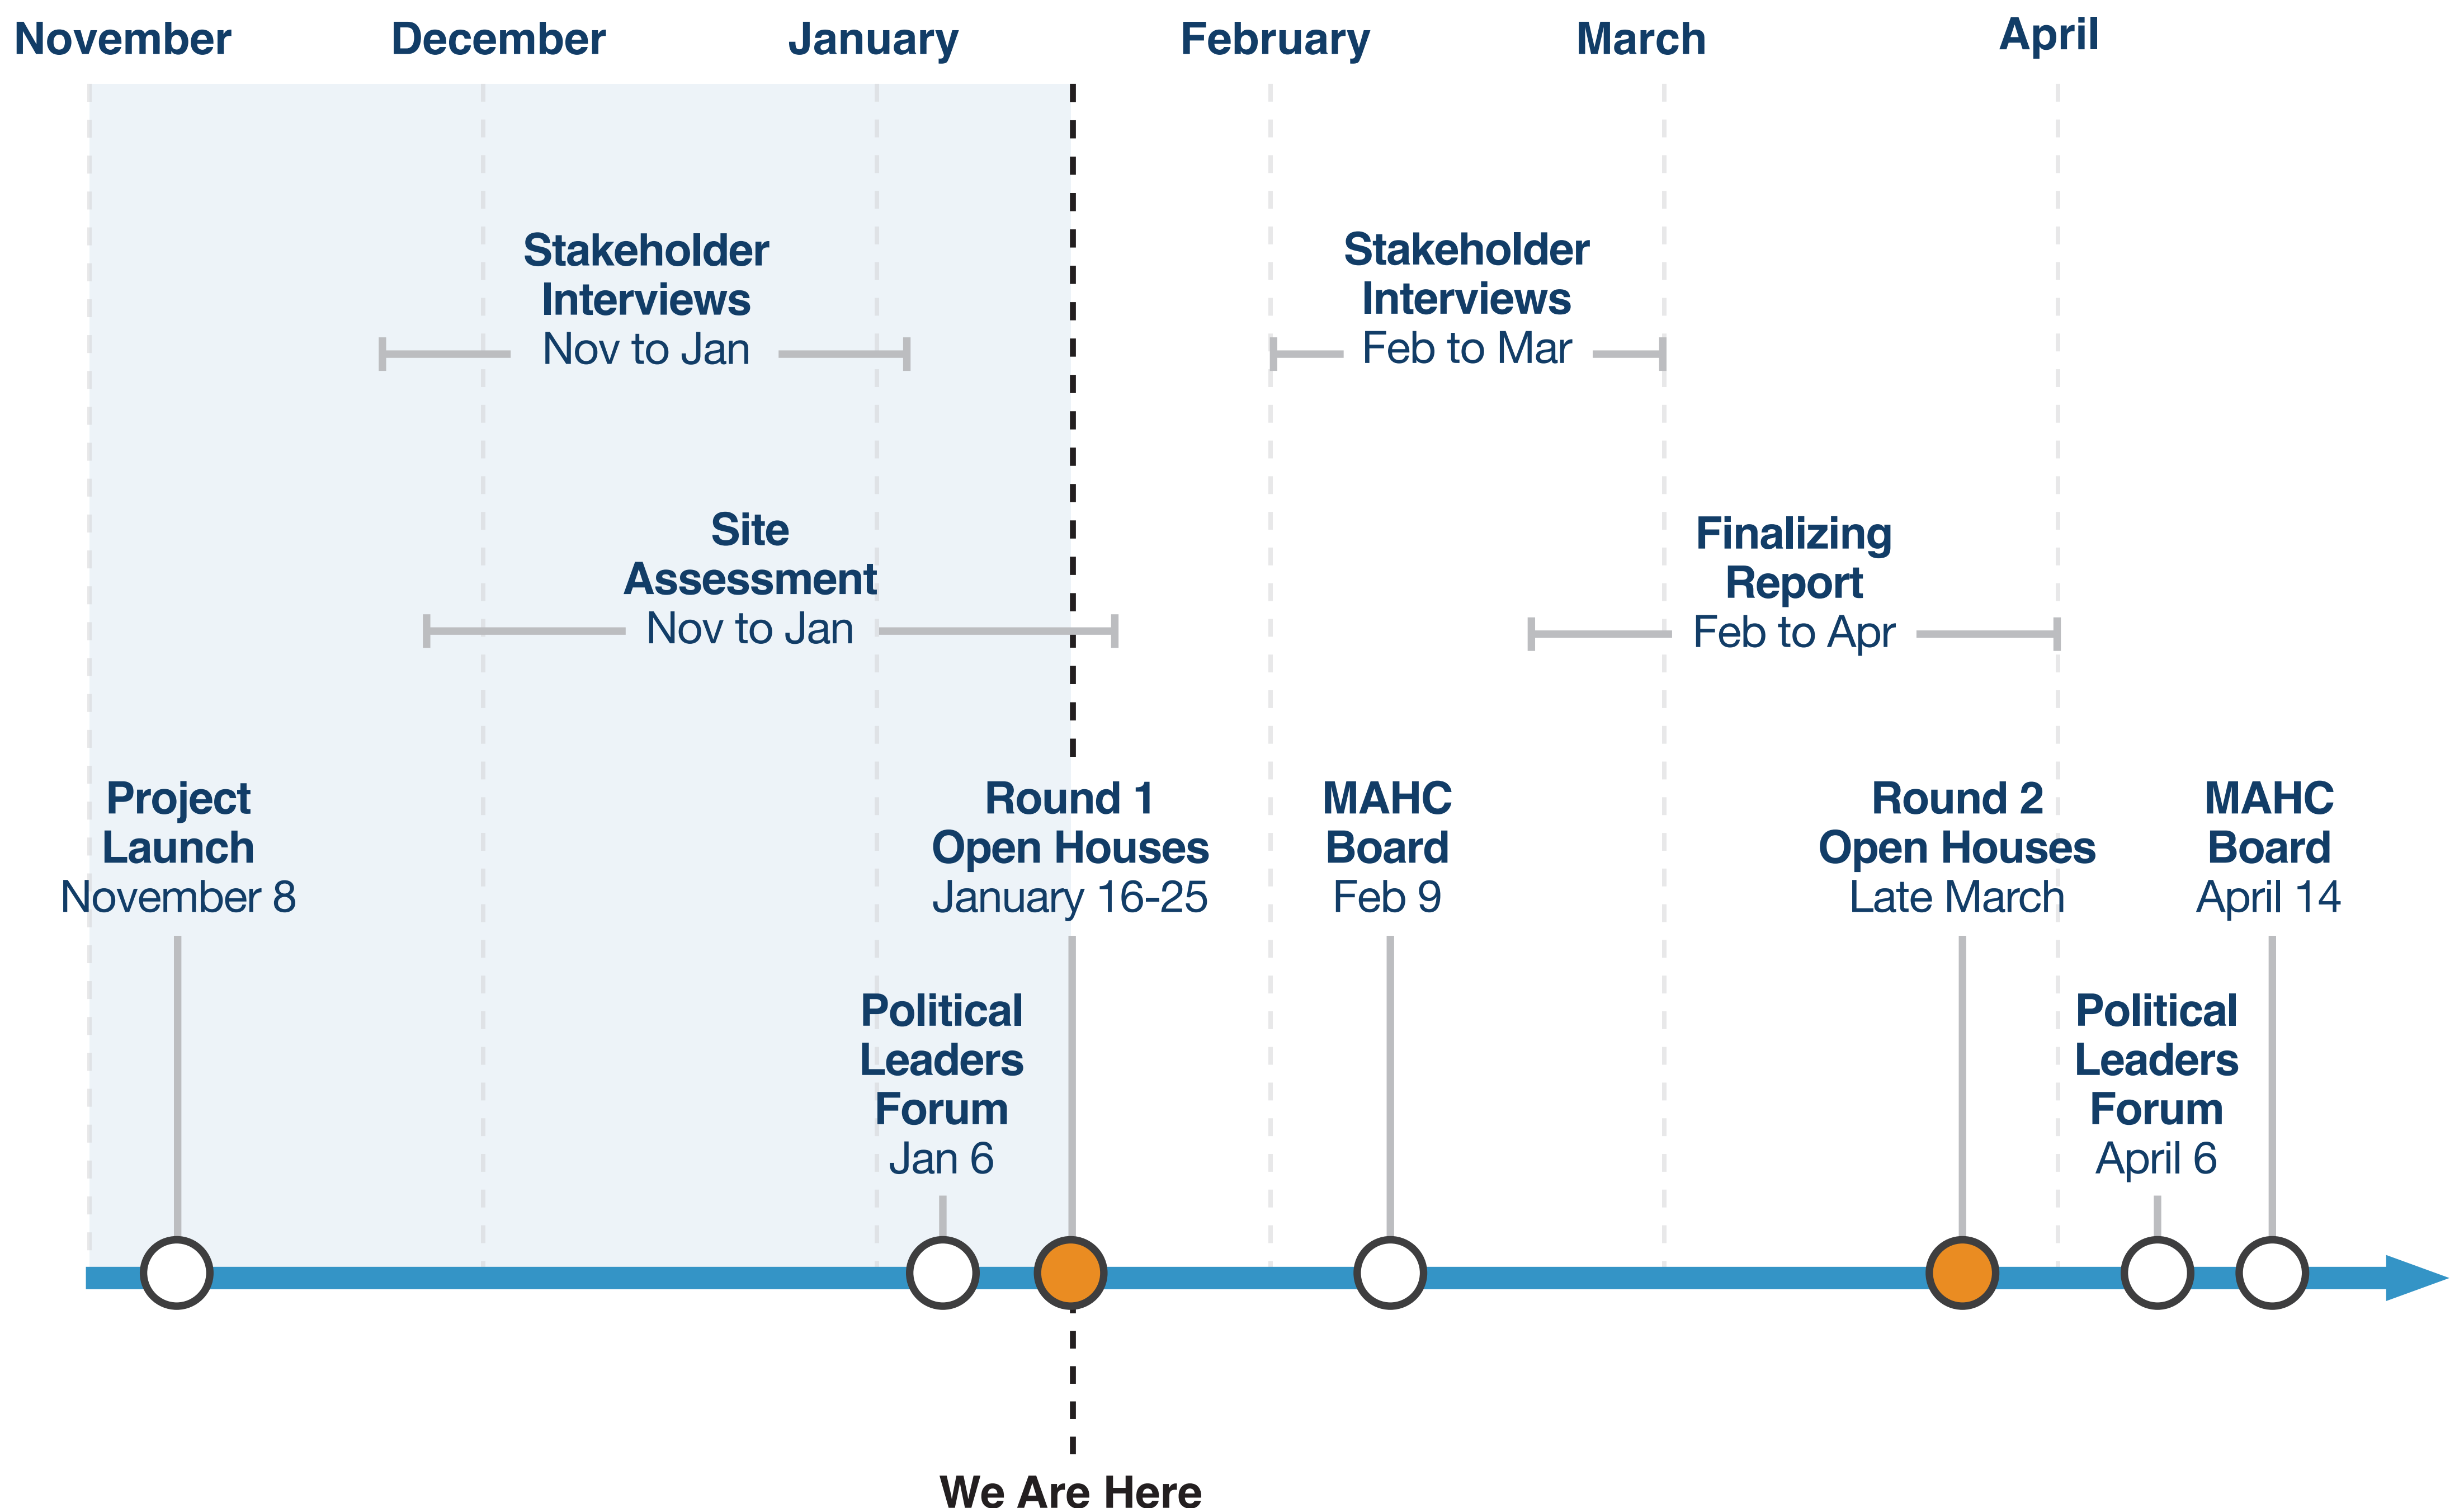 November
December
January
February
March
April
Stakeholder
Interviews
Nov to Jan
Stakeholder
Interviews
Feb to Mar
Site
Assessment
Nov to Jan
Finalizing
Report
Feb to Apr
Project
Launch
November 8
Round 1
Open Houses
January 16-25
MAHC
Board
Feb 9
Round 2
Open Houses
Late March
MAHC
Board
April 14
Political
Leaders
Forum
Jan 6
Political
Leaders
Forum
April 6
We Are Here